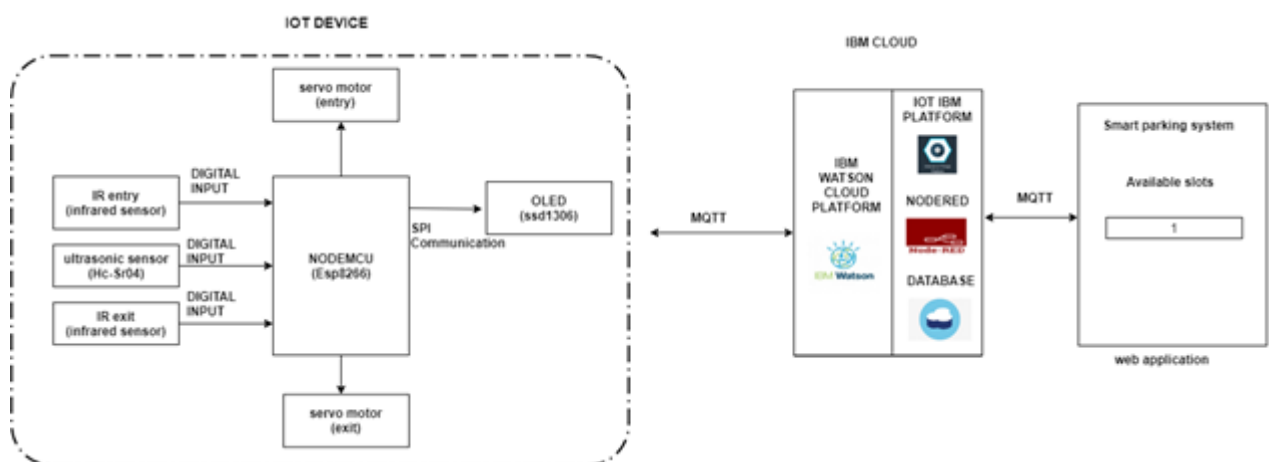 IOT DEVICE
servo motor
(entry)
DIGITAL
INPUT
IR entry
(infrared sensor)
DIGITAL
INPUT
ultrasonic sensor
(Hc-Sr04)
DIGITAL
INPUT
IR exit
(infrared sensor)
NODEMCU
(Esp8266)
SPI
Communication
OLED
(ssd1306)
servo motor
(exit)
MQTT
IBM CLOUD
IBM
WATSON
CLOUD
PLATFORM
IBM Watson
IOT IBM
PLATFORM
NODERED
Node-RED
DATABASE
MQTT
Smart parking system
Available slots
1
web application